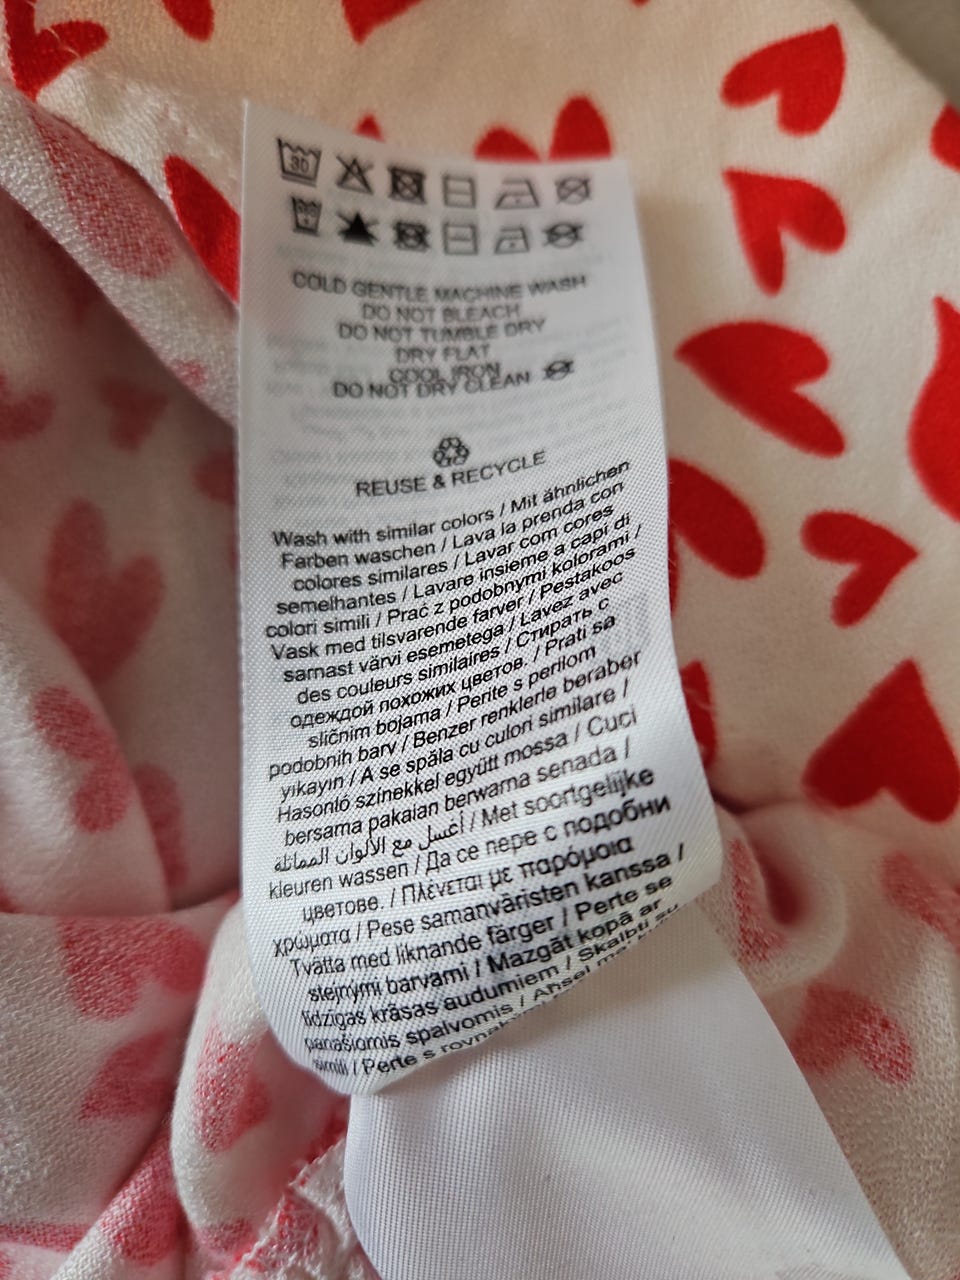 30
COLD GENTLE MACHINE WASH
DO NOT BLEACH
DO NOT TUMBLE DRY
DRY FLAT
COOL IRON
DO NOT DRY CLEAN
REUSE & RECYCLE
Wash with similar colors / Mit ähnlichen
Farben waschen / Lava la prenda con
colores similares / Lavar com cores
semelhantes / Lavare insieme a capi di
colori simili / Prać z podobnymi kolorami /
Vask med tilsvarende farver / Pestakoos
sarnast värvi esemetega / Lavez avec
des couleurs similaires / Стирать с
одеждой похожих цветов. / Prati sa
sličnim bojama / Perite s perilom
podobnih barv / Benzer renklerle beraber
yıkayın / A se spăla cu culori similare /
Hasonló színekkel együtt mossa / Cuci
bersama pakaian berwarna senada /
أغسل مع الألوان المماثلة / Met soortgelijke
kleuren wassen / Да се пере с подобни
цветове. / Πλένεται με παρόμοια
χρώματα / Pese samanväristen kanssa /
Tvätta med liknande färger / Perte se
stejnými barvami / Mazgāt kopā ar
līdzīgas krāsas audumiem / Skalbti su
panašiomis spalvomis /
simili / Perte s